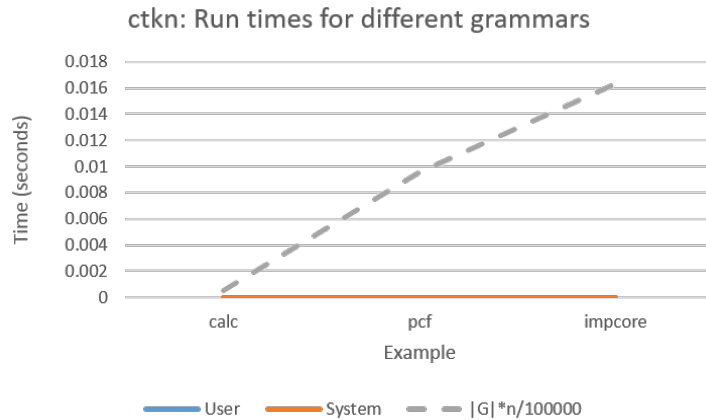 ctkn: Run times for different grammars
0.018
0.016
0.014
0.012
0.01
0.008
0.006
0.004
0.002
0
Time (seconds)
calc pcf impcore
Example
User System |G|*n/100000